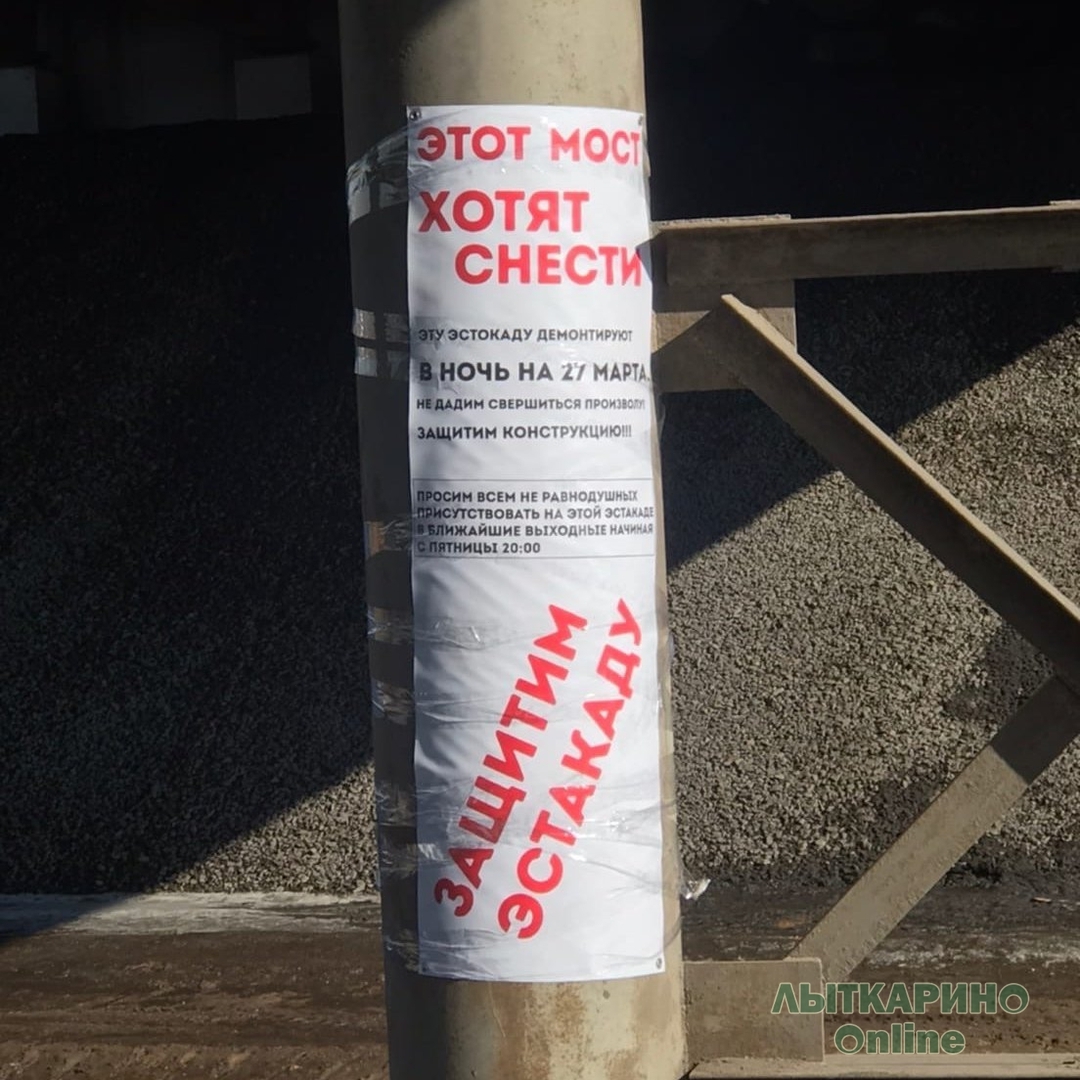 ЭТОТ МОСТ
ХОТЯТ
СНЕСТИ
ЭТУ ЭСТОКАДУ ДЕМОНТИРУЮТ
В НОЧЬ НА 27 МАРТА.
НЕ ДАДИМ СВЕРШИТЬСЯ ПРОИЗВОЛУ!
ЗАЩИТИМ КОНСТРУКЦИЮ!!!
ПРОСИМ ВСЕМ НЕ РАВНОДУШНЫХ
ПРИСУТСТВОВАТЬ НА ЭТОЙ ЭСТАКАДЕ
В БЛИЖАЙШИЕ ВЫХОДНЫЕ НАЧИНАЯ
С ПЯТНИЦЫ 20:00
ЗАЩИТИМ
ЭСТАКАДУ
ЛЫТКАРИНО
Online